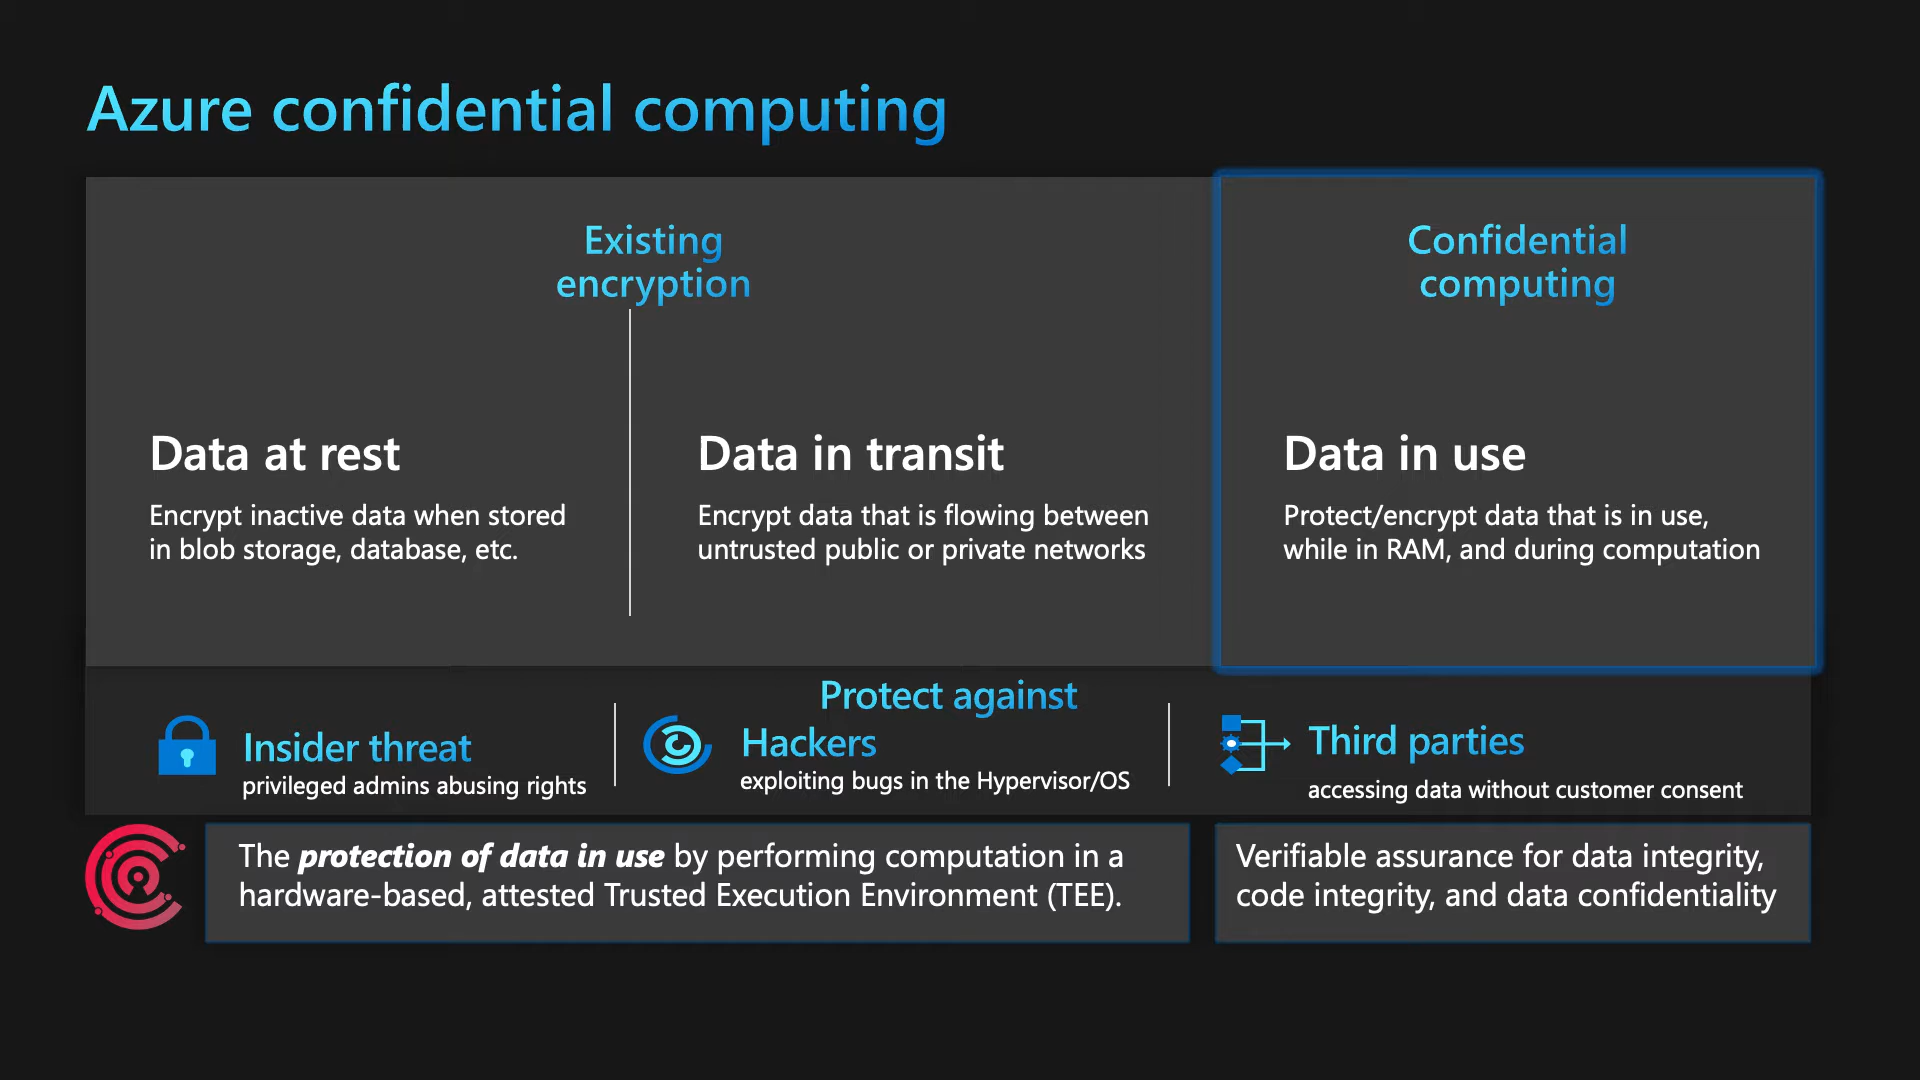 Azure confidential computing
Existing
encryption
Confidential
computing
Data at rest
Encrypt inactive data when stored
in blob storage, database, etc.
Data in transit
Encrypt data that is flowing between
untrusted public or private networks
Data in use
Protect/encrypt data that is in use,
while in RAM, and during computation
Protect against
Insider threat
privileged admins abusing rights
Hackers
exploiting bugs in the Hypervisor/OS
Third parties
accessing data without customer consent
The protection of data in use by performing computation in a
hardware-based, attested Trusted Execution Environment (TEE).
Verifiable assurance for data integrity,
code integrity, and data confidentiality